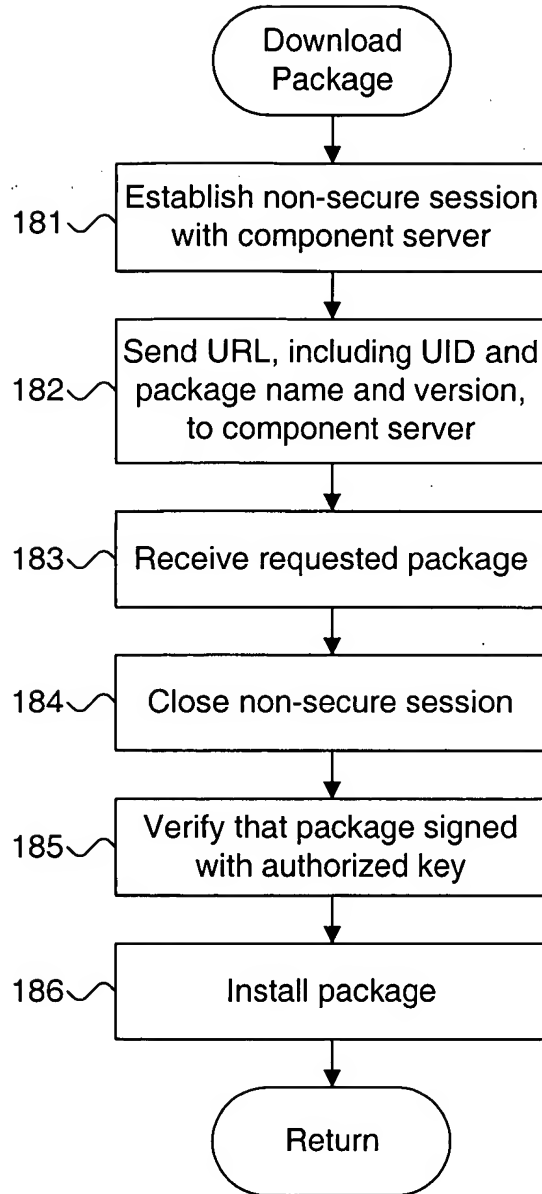 Download
Package
181
Establish non-secure session
with component server
182
Send URL, including UID and
package name and version,
to component server
183
Receive requested package
184
Close non-secure session
185
Verify that package signed
with authorized key
186
Install package
Return